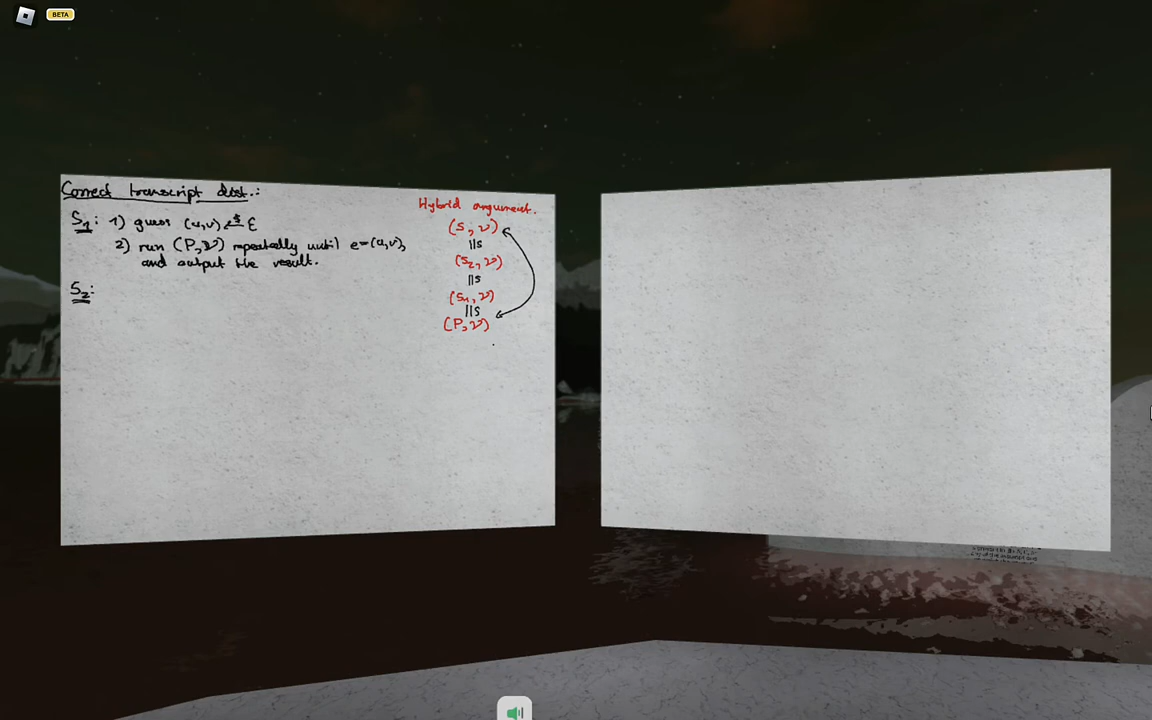 BETA
Correct transcript dist.:
S₁: 1) guess (u,v) ←$ E
2) run (P,V) repeatedly until e=(u,v),
and output the result.
S₂:
Hybrid argument.
(S, V)
≈
(S₂, V)
≈
(S₁, V)
≈
(P, V)